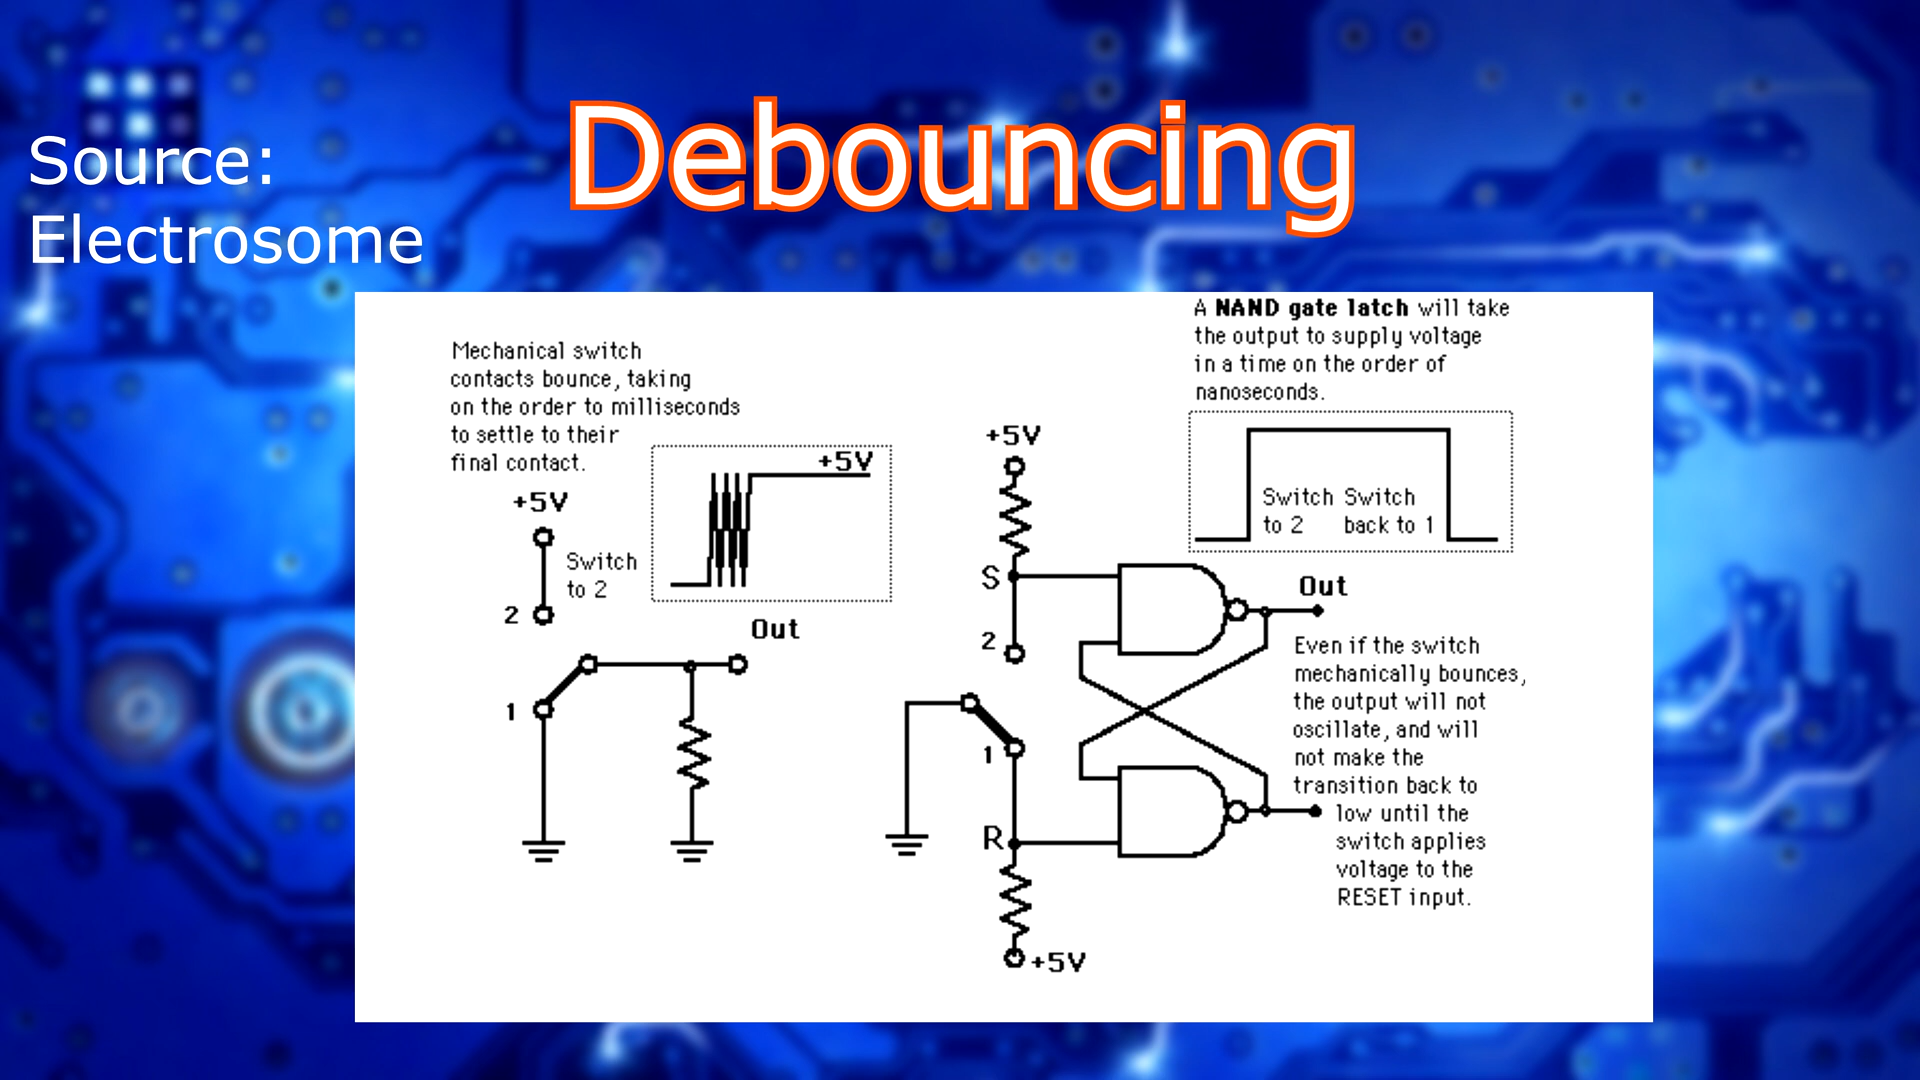 Debouncing
Source:
Electrosome
Mechanical switch
contacts bounce, taking
on the order to milliseconds
to settle to their
final contact.
+5V
+5V
Switch
to 2
2
Out
1
A NAND gate latch will take
the output to supply voltage
in a time on the order of
nanoseconds.
+5V
Switch Switch
to 2 back to 1
S
Out
2
1
Even if the switch
mechanically bounces,
the output will not
oscillate, and will
not make the
transition back to
low until the
switch applies
voltage to the
RESET input.
R
+5V